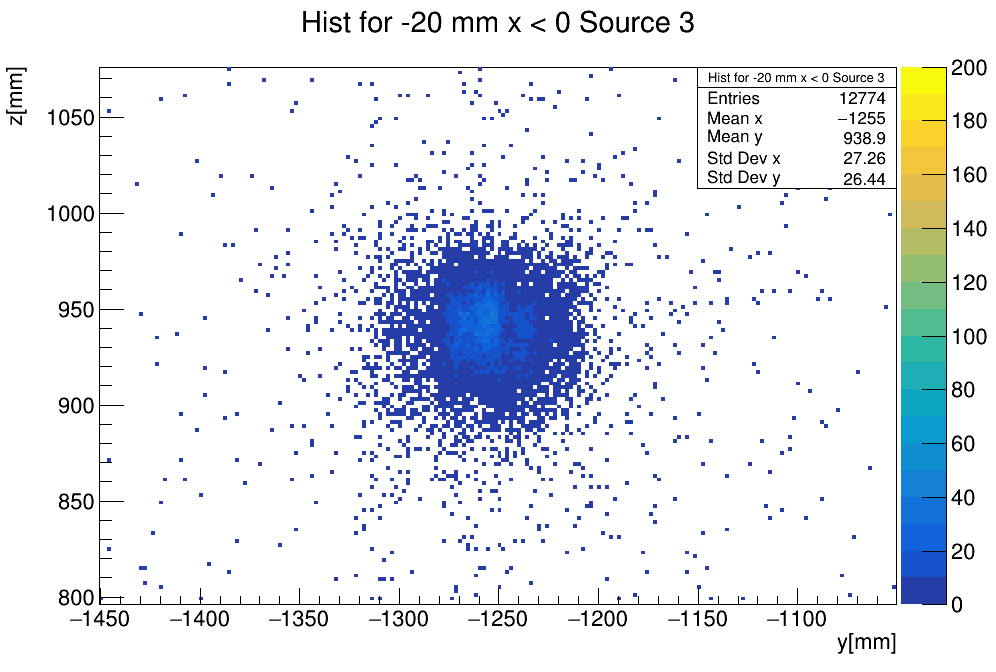 Hist for -20 mm x < 0 Source 3
z[mm]
1050
1000
950
900
850
800
−1450 −1400 −1350 −1300 −1250 −1200 −1150 −1100
y[mm]
Hist for -20 mm x < 0 Source 3
Entries 12774
Mean x −1255
Mean y 938.9
Std Dev x 27.26
Std Dev y 26.44
200
180
160
140
120
100
80
60
40
20
0